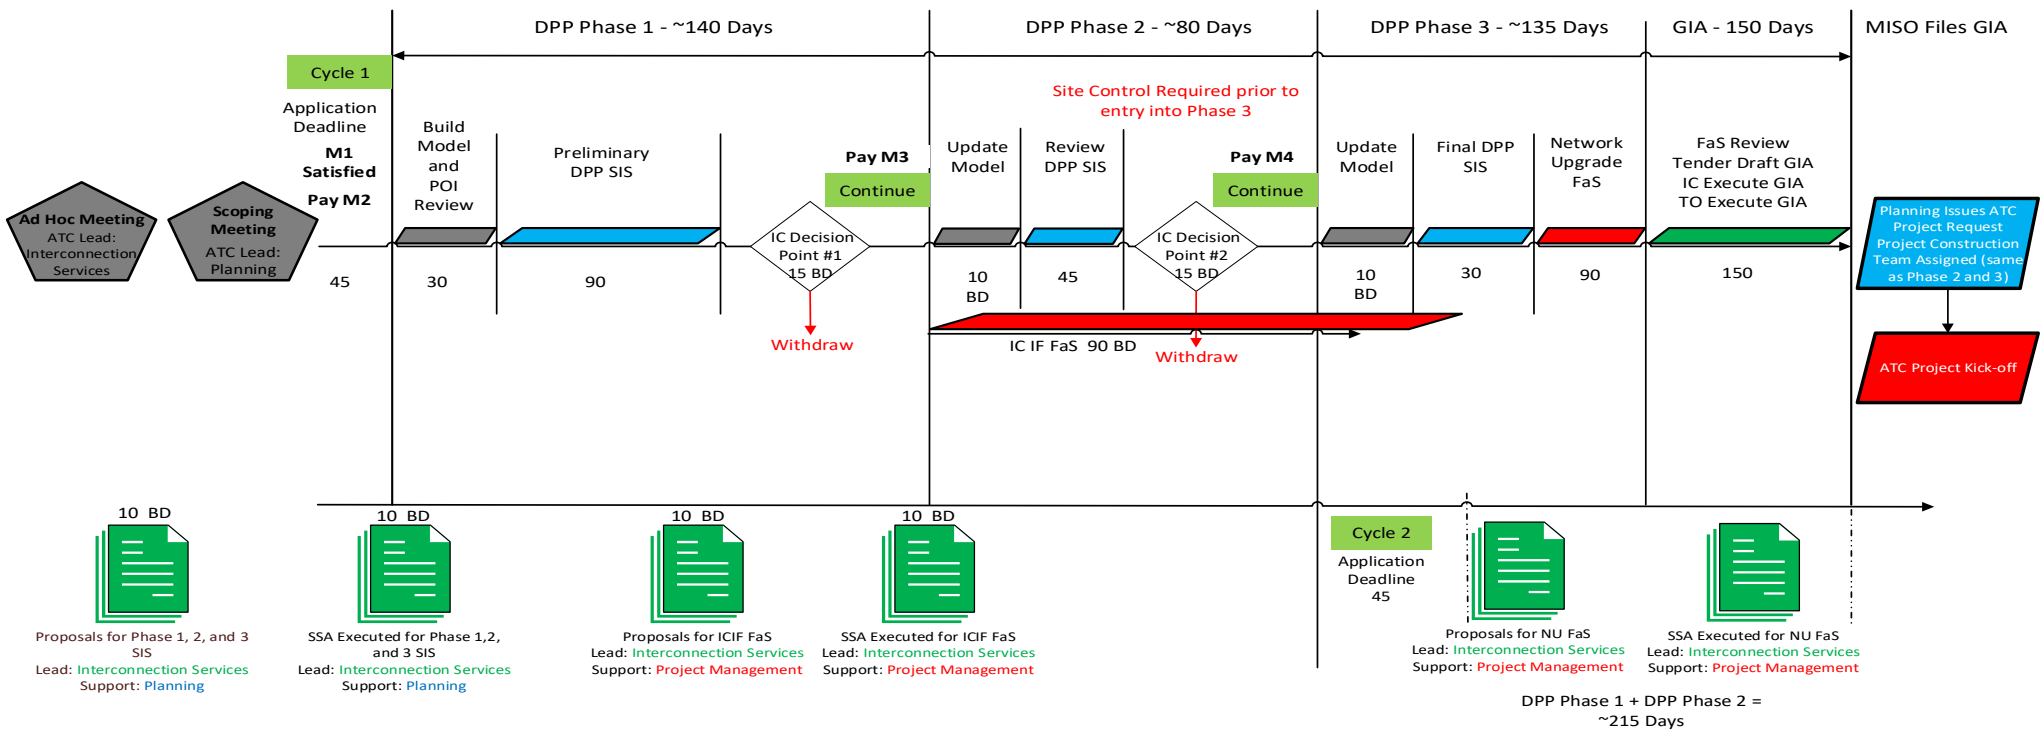 DPP Phase 1 - ~140 Days
DPP Phase 2 - ~80 Days
DPP Phase 3 - ~135 Days
GIA - 150 Days
MISO Files GIA
Cycle 1
Application
Deadline
M1
Satisfied
Pay M2
Build
Model
and
POI
Review
Preliminary
DPP SIS
Pay M3
Continue
Update
Model
Review
DPP SIS
Site Control Required prior to
entry into Phase 3
Pay M4
Continue
Update
Model
Final DPP
SIS
Network
Upgrade
FaS
FaS Review
Tender Draft GIA
IC Execute GIA
TO Execute GIA
Ad Hoc Meeting
ATC Lead:
Interconnection
Services
Scoping
Meeting
ATC Lead:
Planning
45
30
90
IC Decision
Point #1
15 BD
Withdraw
10
BD
45
IC Decision
Point #2
15 BD
Withdraw
IC IF FaS 90 BD
10
BD
30
90
150
Planning Issues ATC
Project Request
Project Construction
Team Assigned (same
as Phase 2 and 3)
ATC Project Kick-off
10 BD
Proposals for Phase 1, 2, and 3
SIS
Lead: Interconnection Services
Support: Planning
10 BD
SSA Executed for Phase 1,2,
and 3 SIS
Lead: Interconnection Services
Support: Planning
10 BD
Proposals for ICIF FaS
Lead: Interconnection Services
Support: Project Management
10 BD
SSA Executed for ICIF FaS
Lead: Interconnection Services
Support: Project Management
Cycle 2
Application
Deadline
45
Proposals for NU FaS
Lead: Interconnection Services
Support: Project Management
SSA Executed for NU FaS
Lead: Interconnection Services
Support: Project Management
DPP Phase 1 + DPP Phase 2 =
~215 Days